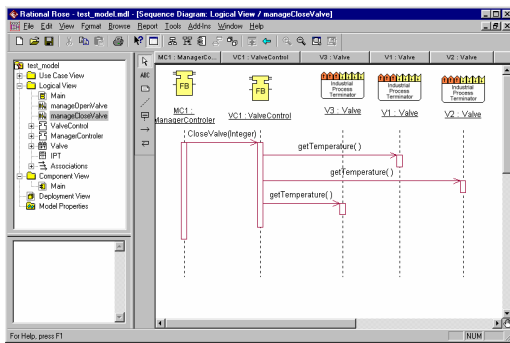 Rational Rose - test_model.mdl - [Sequence Diagram: Logical View / manageCloseValve]
File Edit View Format Browse Report Tools Add-Ins Window Help
MC1 : ManagerCo...
VC1 : ValveControl
V3 : Valve
V1 : Valve
V2 : Valve
test_model
Use Case View
Logical View
Main
manageOpenValve
manageCloseValve
ValveControl
ManagerControler
Valve
IPT
Associations
Component View
Main
Deployment View
Model Properties
ABC
FB
MC1 :
ManagerControler
FB
VC1 : ValveControl
Industrial
Process
Terminator
V3 : Valve
Industrial
Process
Terminator
V1 : Valve
Industrial
Process
Terminator
V2 : Valve
CloseValve(Integer)
getTemperature( )
getTemperature( )
getTemperature( )
For Help, press F1
NUM